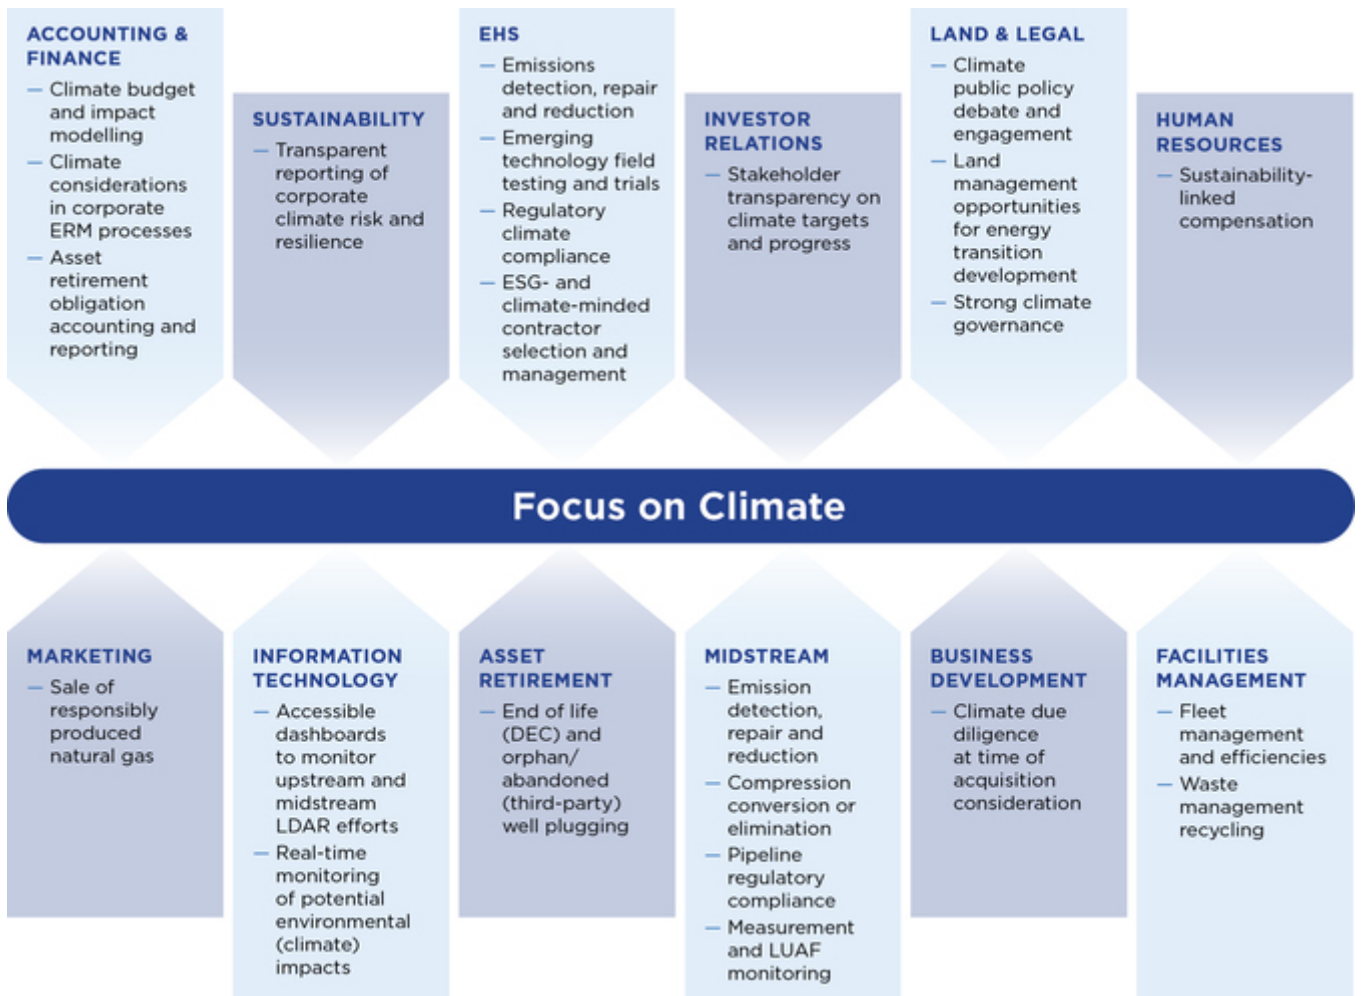 ACCOUNTING &
FINANCE
— Climate budget
and impact
modelling
— Climate
considerations
in corporate
ERM processes
— Asset
retirement
obligation
accounting and
reporting
SUSTAINABILITY
— Transparent
reporting of
corporate
climate risk and
resilience
EHS
— Emissions
detection, repair
and reduction
— Emerging
technology field
testing and trials
— Regulatory
climate
compliance
— ESG- and
climate-minded
contractor
selection and
management
INVESTOR
RELATIONS
— Stakeholder
transparency on
climate targets
and progress
LAND & LEGAL
— Climate
public policy
debate and
engagement
— Land
management
opportunities
for energy
transition
development
— Strong climate
governance
HUMAN
RESOURCES
— Sustainability-
linked
compensation
Focus on Climate
MARKETING
— Sale of
responsibly
produced
natural gas
INFORMATION
TECHNOLOGY
— Accessible
dashboards
to monitor
upstream and
midstream
LDAR efforts
— Real-time
monitoring
of potential
environmental
(climate)
impacts
ASSET
RETIREMENT
— End of life
(DEC) and
orphan/
abandoned
(third-party)
well plugging
MIDSTREAM
— Emission
detection,
repair and
reduction
— Compression
conversion or
elimination
— Pipeline
regulatory
compliance
— Measurement
and LUAF
monitoring
BUSINESS
DEVELOPMENT
— Climate due
diligence
at time of
acquisition
consideration
FACILITIES
MANAGEMENT
— Fleet
management
and efficiencies
— Waste
management
recycling